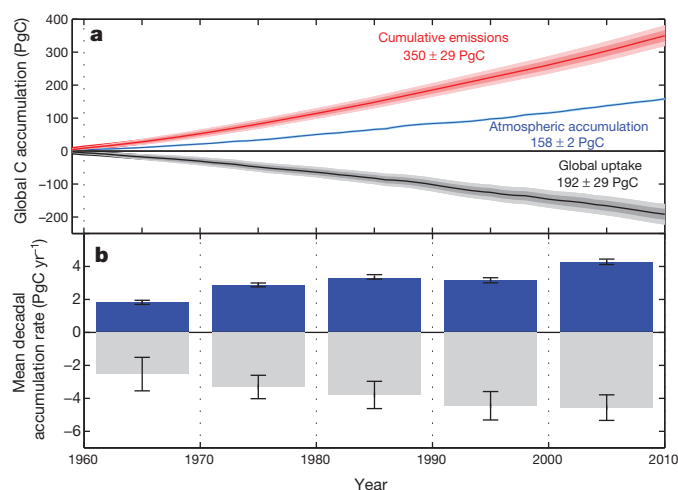 a
Global C accumulation (PgC)
400
300
200
100
0
−100
−200
Cumulative emissions
350 ± 29 PgC
Atmospheric accumulation
158 ± 2 PgC
Global uptake
192 ± 29 PgC
b
Mean decadal
accumulation rate (PgC yr⁻¹)
4
2
0
−2
−4
−6
1960 1970 1980 1990 2000 2010
Year